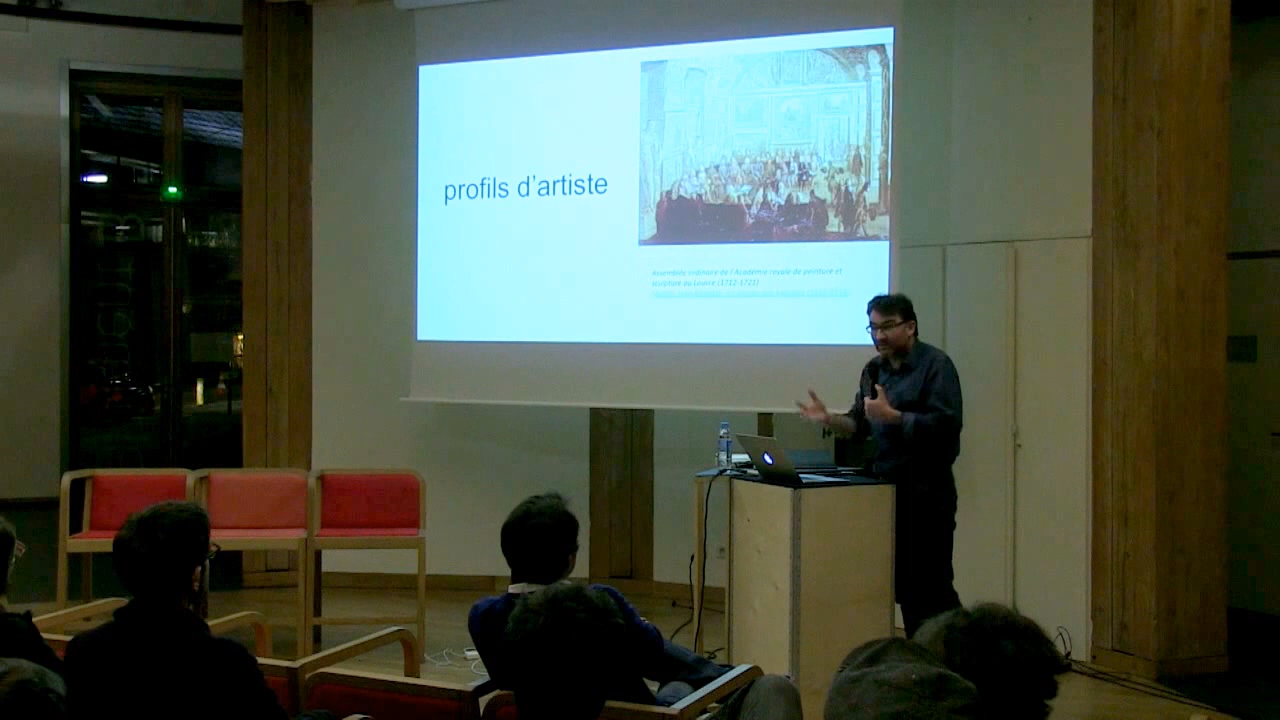 profils d'artiste
Assemblée ordinaire de l'Académie royale de peinture et
sculpture au Louvre (1712-1721)